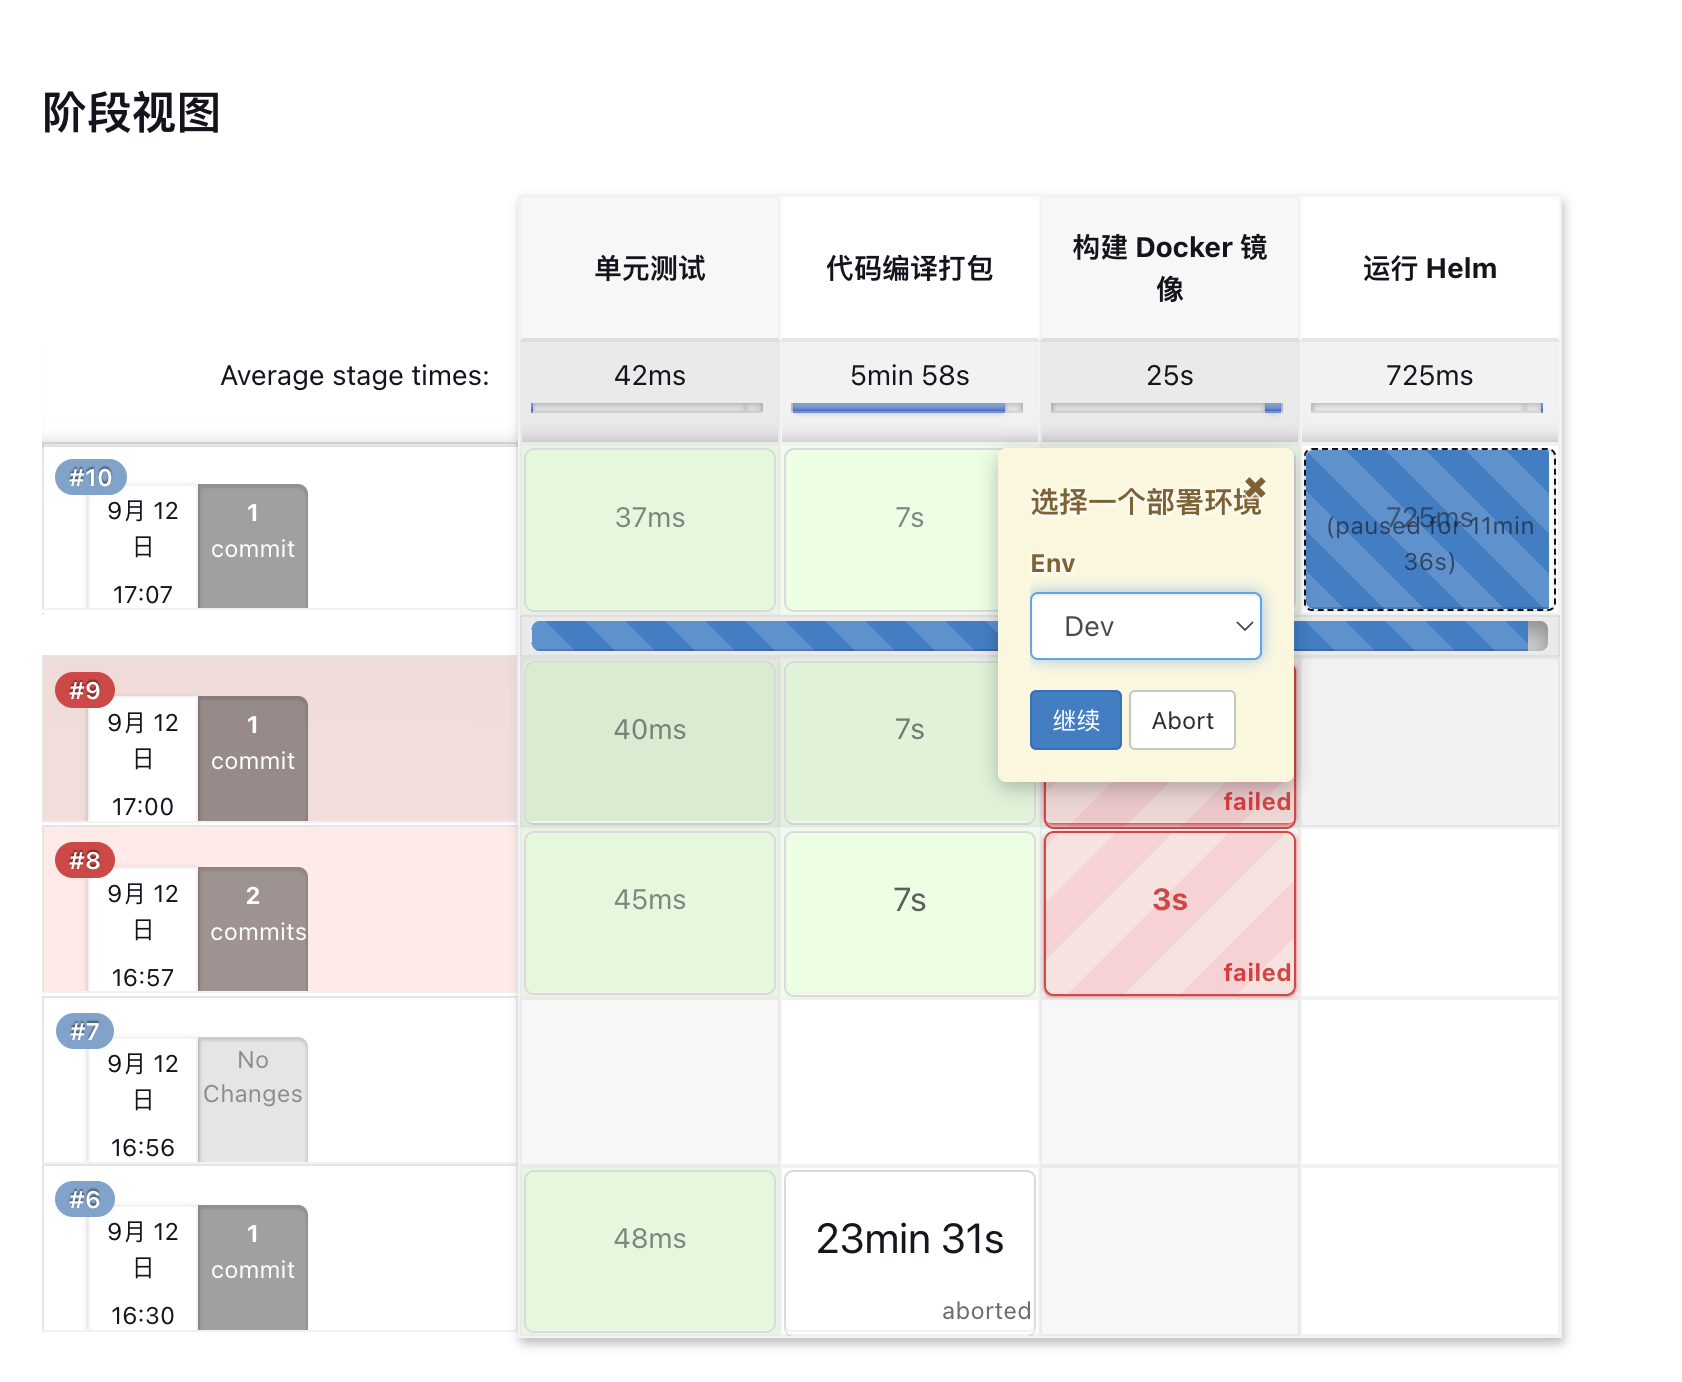 阶段视图
单元测试
代码编译打包
构建 Docker 镜
像
运行 Helm
Average stage times:
42ms
5min 58s
25s
725ms
#10
9月 12
日
17:07
1
commit
37ms
7s
725ms
(paused for 11min
36s)
选择一个部署环境
Env
Dev
继续
Abort
#9
9月 12
日
17:00
1
commit
40ms
7s
failed
#8
9月 12
日
16:57
2
commits
45ms
7s
3s
failed
#7
9月 12
日
16:56
No
Changes
#6
9月 12
日
16:30
1
commit
48ms
23min 31s
aborted